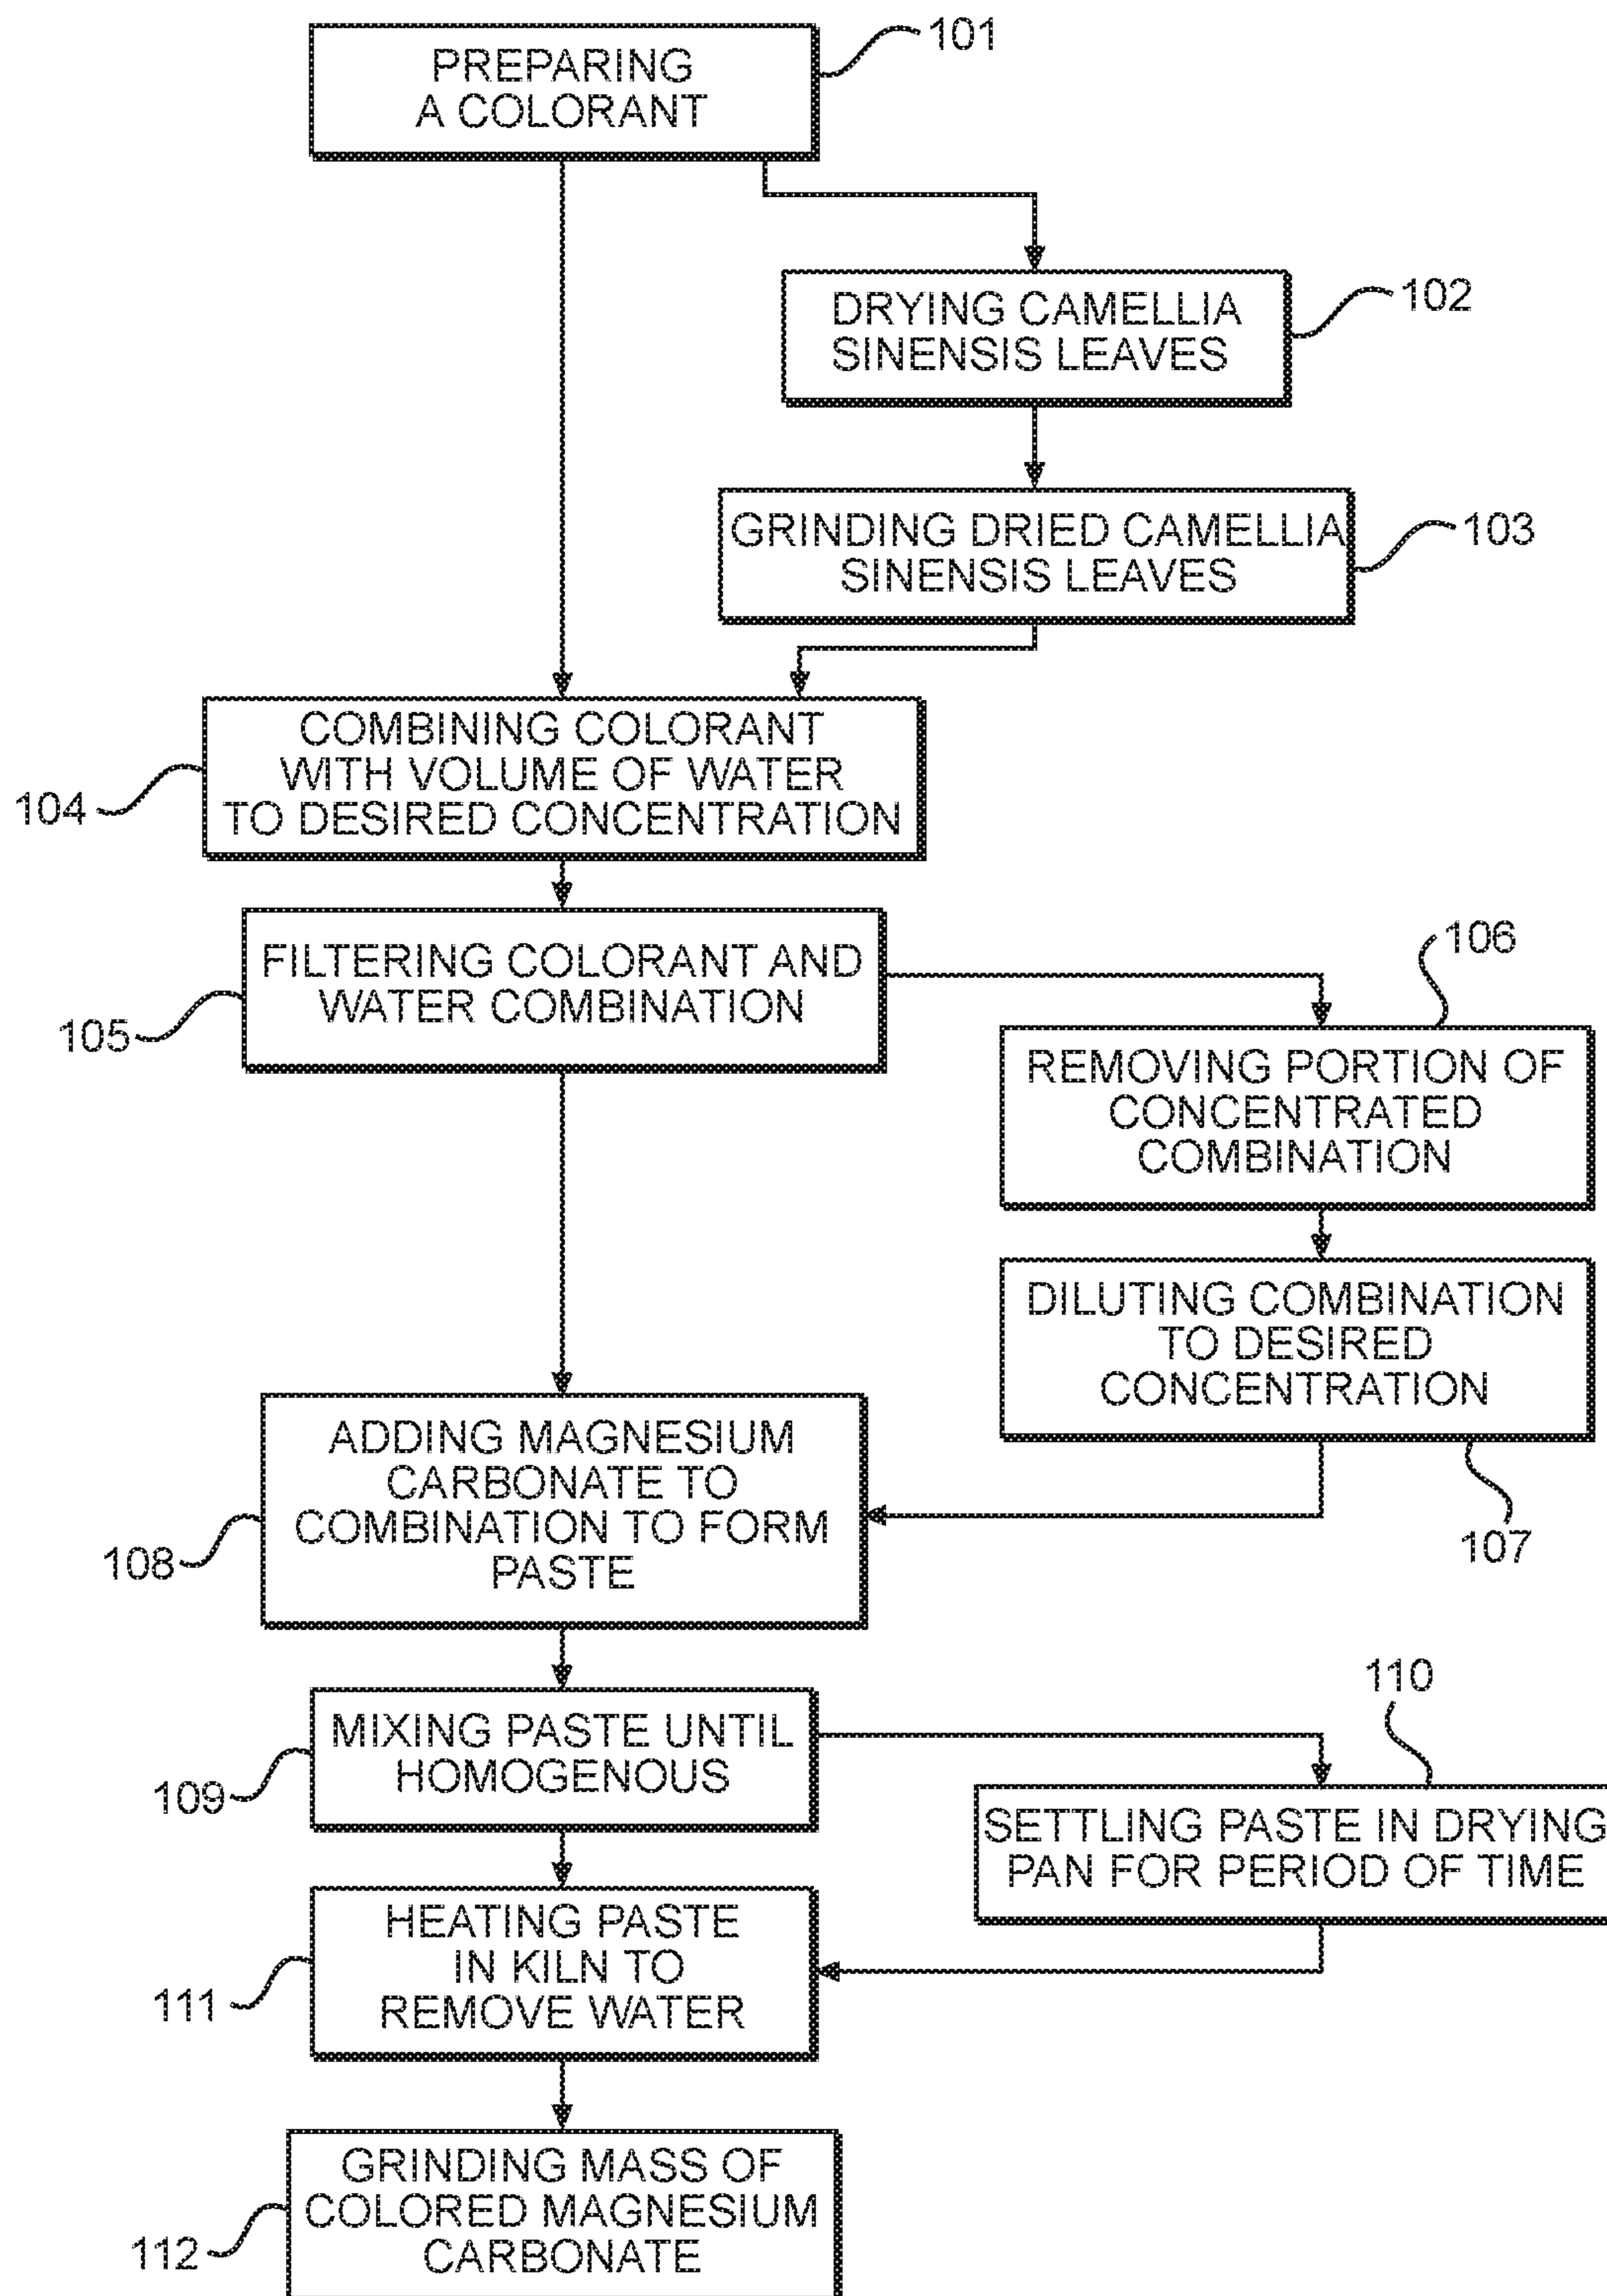 PREPARING
A COLORANT
101
DRYING CAMELLIA
SINENSIS LEAVES
102
GRINDING DRIED CAMELLIA
SINENSIS LEAVES
103
COMBINING COLORANT
WITH VOLUME OF WATER
TO DESIRED CONCENTRATION
104
FILTERING COLORANT AND
WATER COMBINATION
105
106
REMOVING PORTION OF
CONCENTRATED
COMBINATION
DILUTING COMBINATION
TO DESIRED
CONCENTRATION
107
ADDING MAGNESIUM
CARBONATE TO
COMBINATION TO FORM
PASTE
108
MIXING PASTE UNTIL
HOMOGENOUS
109
110
SETTLING PASTE IN DRYING
PAN FOR PERIOD OF TIME
HEATING PASTE
IN KILN TO
REMOVE WATER
111
GRINDING MASS OF
COLORED MAGNESIUM
CARBONATE
112